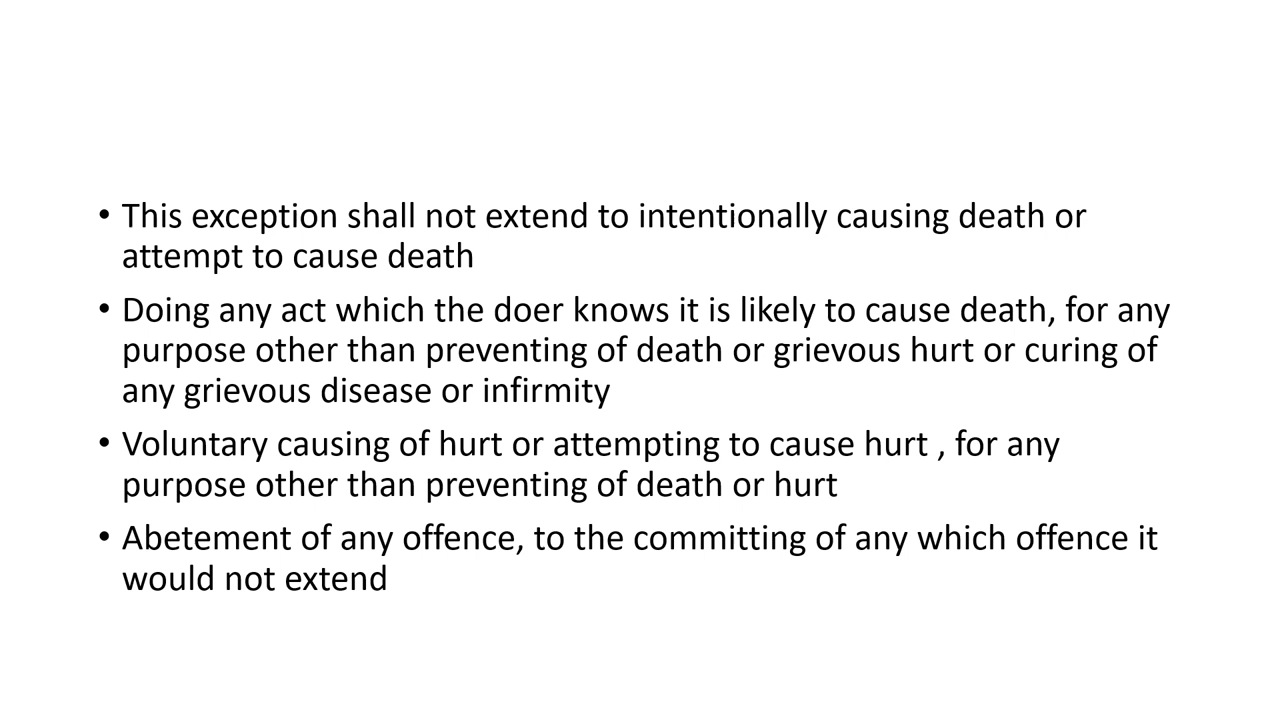 • This exception shall not extend to intentionally causing death or
attempt to cause death
• Doing any act which the doer knows it is likely to cause death, for any
purpose other than preventing of death or grievous hurt or curing of
any grievous disease or infirmity
• Voluntary causing of hurt or attempting to cause hurt , for any
purpose other than preventing of death or hurt
• Abetement of any offence, to the committing of any which offence it
would not extend